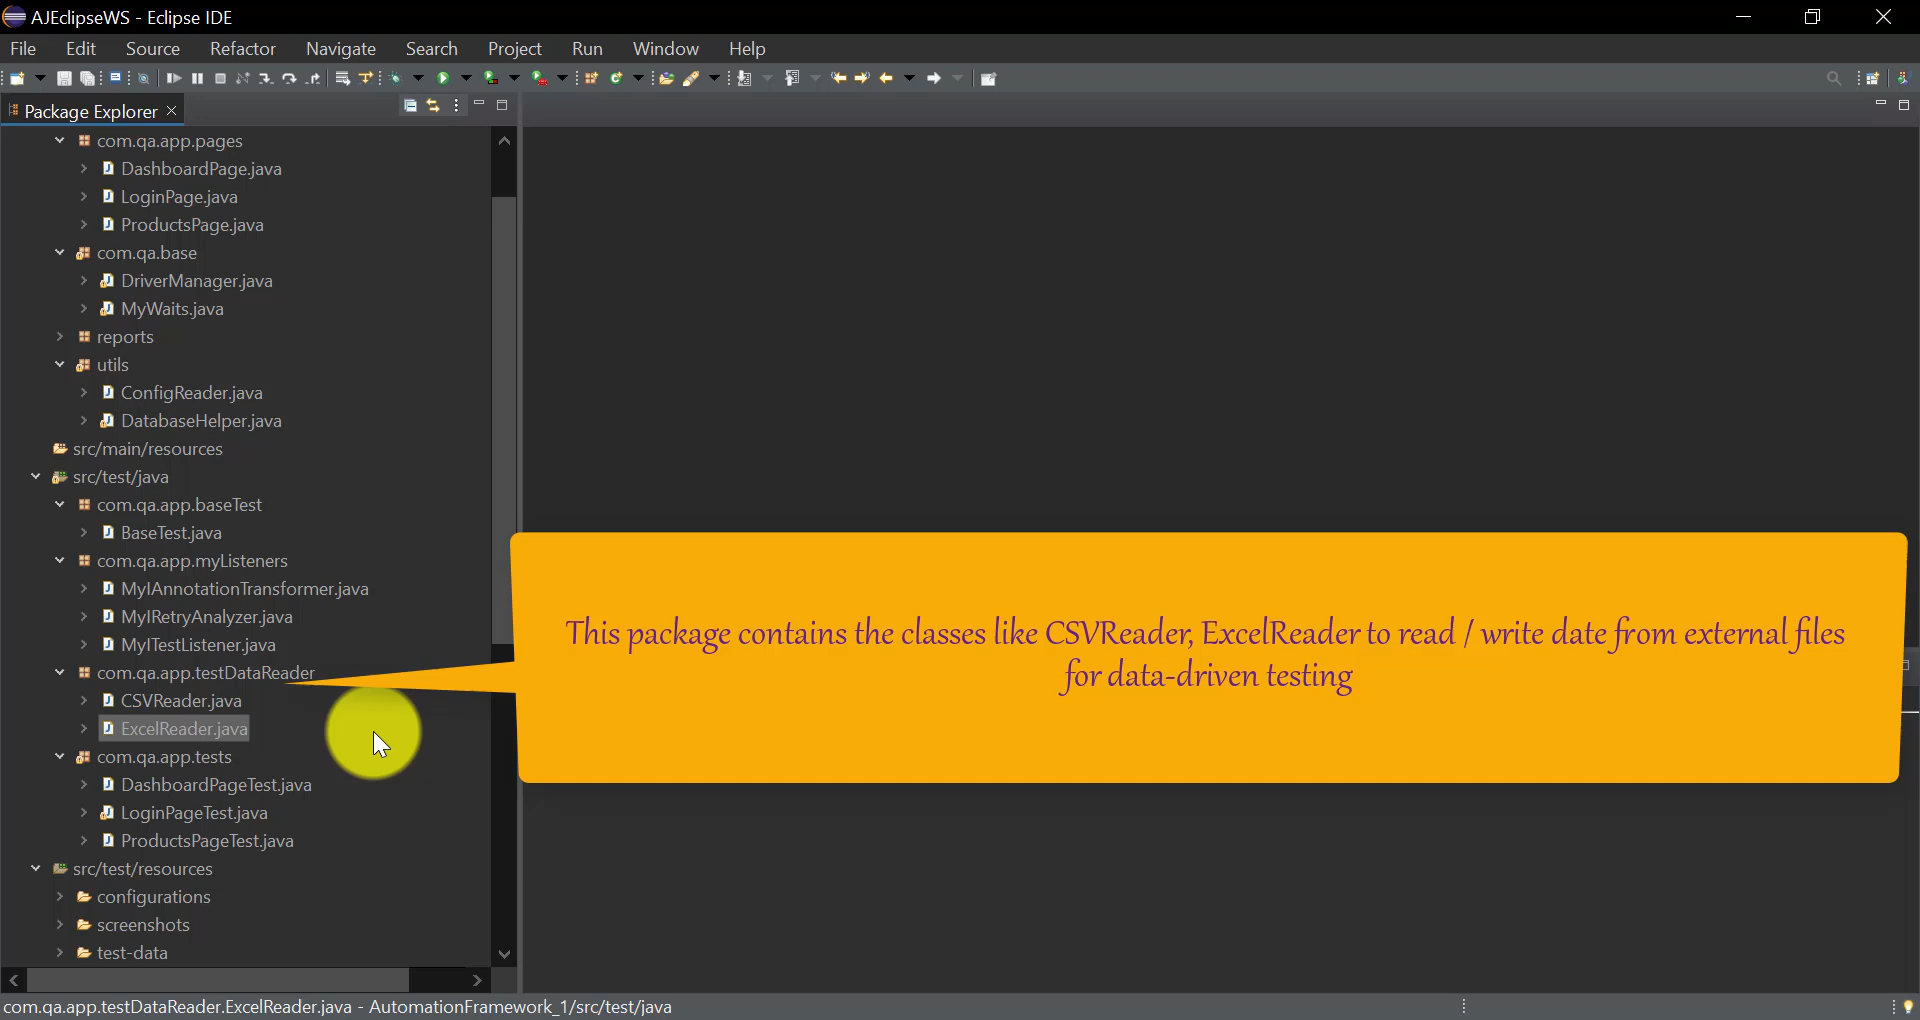 AJEclipseWS - Eclipse IDE
File Edit Source Refactor Navigate Search Project Run Window Help
Package Explorer
com.qa.app.pages
DashboardPage.java
LoginPage.java
ProductsPage.java
com.qa.base
DriverManager.java
MyWaits.java
reports
utils
ConfigReader.java
DatabaseHelper.java
src/main/resources
src/test/java
com.qa.app.baseTest
BaseTest.java
com.qa.app.myListeners
MyIAnnotationTransformer.java
MyIRetryAnalyzer.java
MyITestListener.java
com.qa.app.testDataReader
CSVReader.java
ExcelReader.java
com.qa.app.tests
DashboardPageTest.java
LoginPageTest.java
ProductsPageTest.java
src/test/resources
configurations
screenshots
test-data
This package contains the classes like CSVReader, ExcelReader to read / write date from external files
for data-driven testing
com.qa.app.testDataReader.ExcelReader.java - AutomationFramework_1/src/test/java